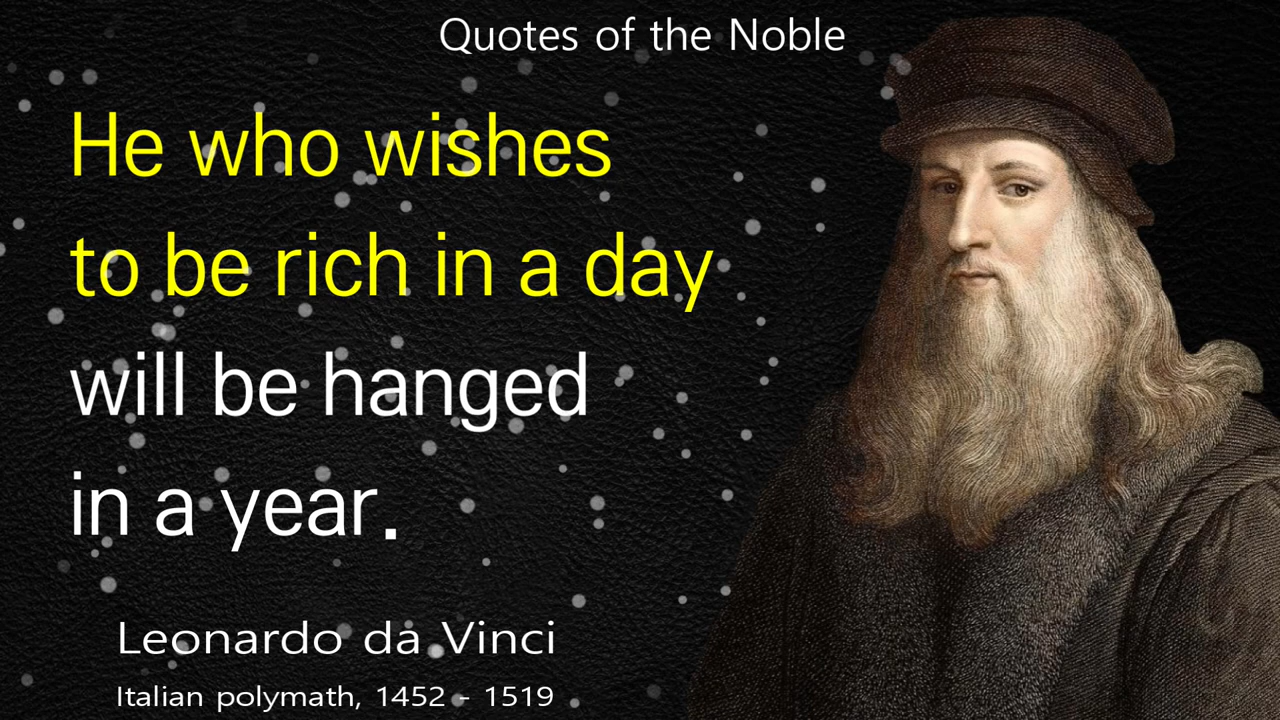 Quotes of the Noble
He who wishes
to be rich in a day
will be hanged
in a year.
Leonardo da Vinci
Italian polymath, 1452 - 1519